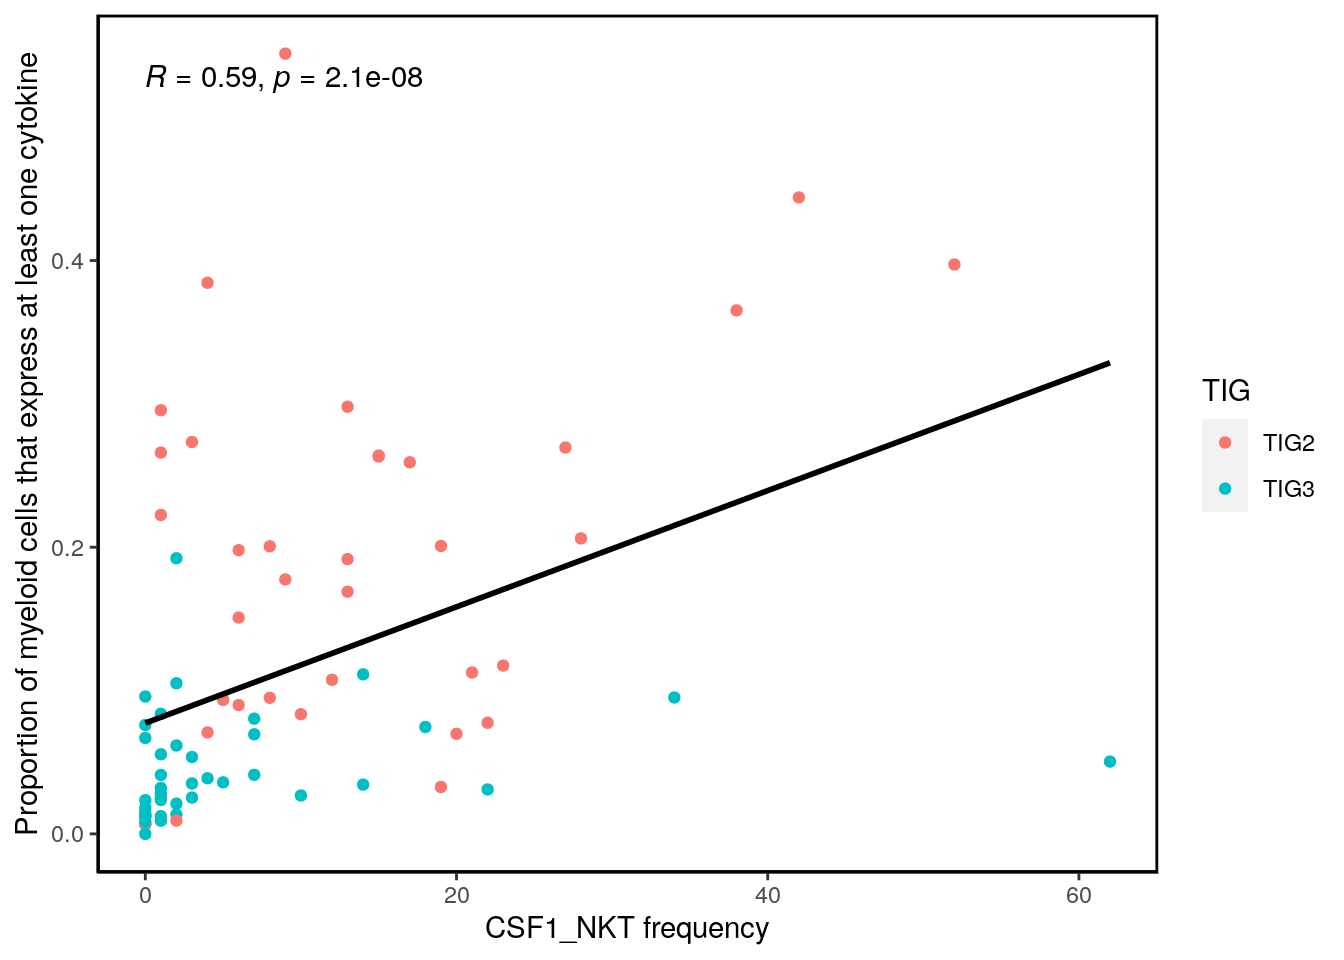 R = 0.59, p = 2.1e-08
Proportion of myeloid cells that express at least one cytokine
0.4
0.2
0.0
0
20
40
60
CSF1_NKT frequency
TIG
TIG2
TIG3